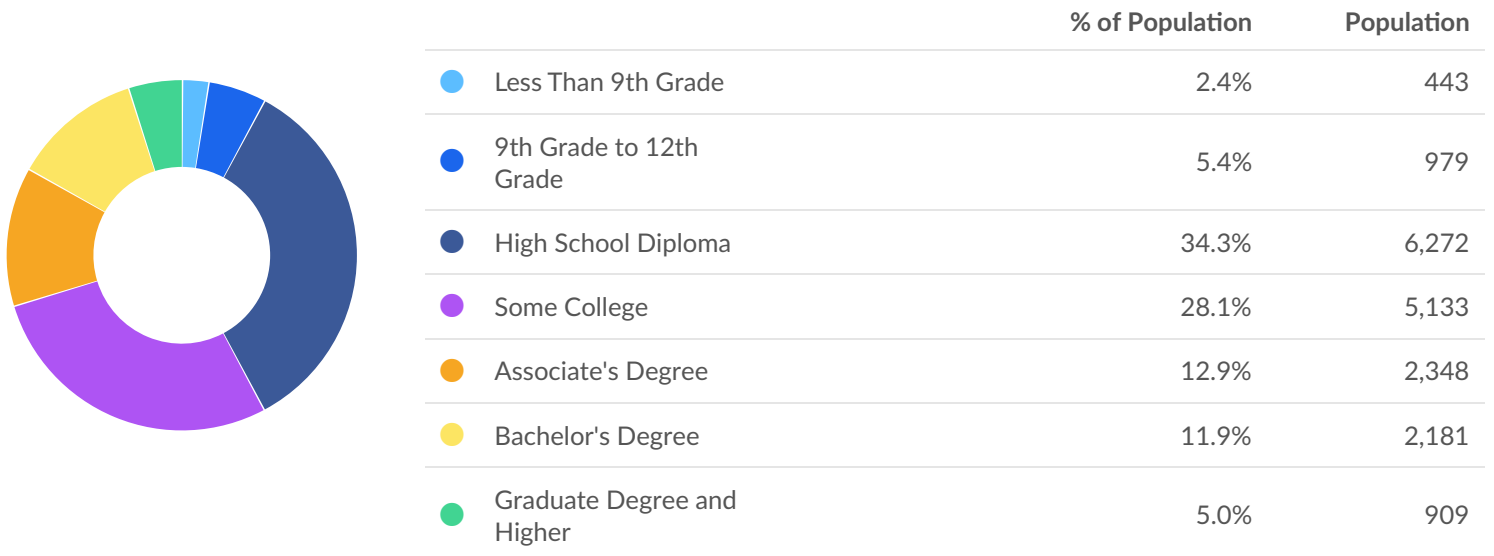 % of Population Population
Less Than 9th Grade 2.4% 443
9th Grade to 12th
Grade 5.4% 979
High School Diploma 34.3% 6,272
Some College 28.1% 5,133
Associate's Degree 12.9% 2,348
Bachelor's Degree 11.9% 2,181
Graduate Degree and
Higher 5.0% 909